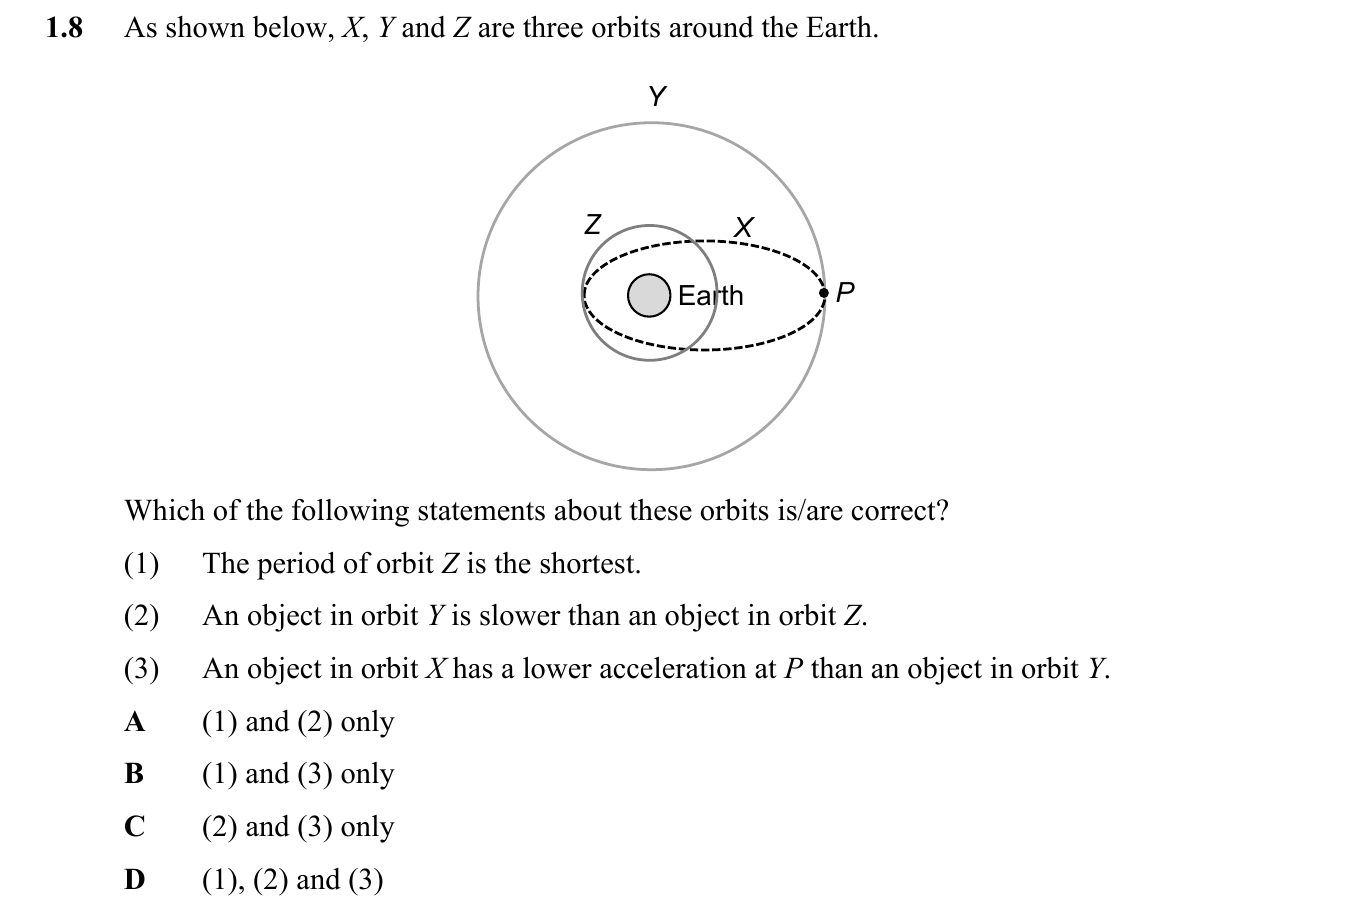 1.8 As shown below, X, Y and Z are three orbits around the Earth.
Y
Z
X
Earth
P
Which of the following statements about these orbits is/are correct?
(1) The period of orbit Z is the shortest.
(2) An object in orbit Y is slower than an object in orbit Z.
(3) An object in orbit X has a lower acceleration at P than an object in orbit Y.
A (1) and (2) only
B (1) and (3) only
C (2) and (3) only
D (1), (2) and (3)